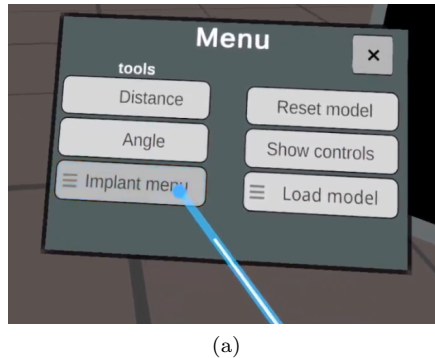 Menu
×
tools
Distance
Angle
Implant menu
Reset model
Show controls
Load model
(a)